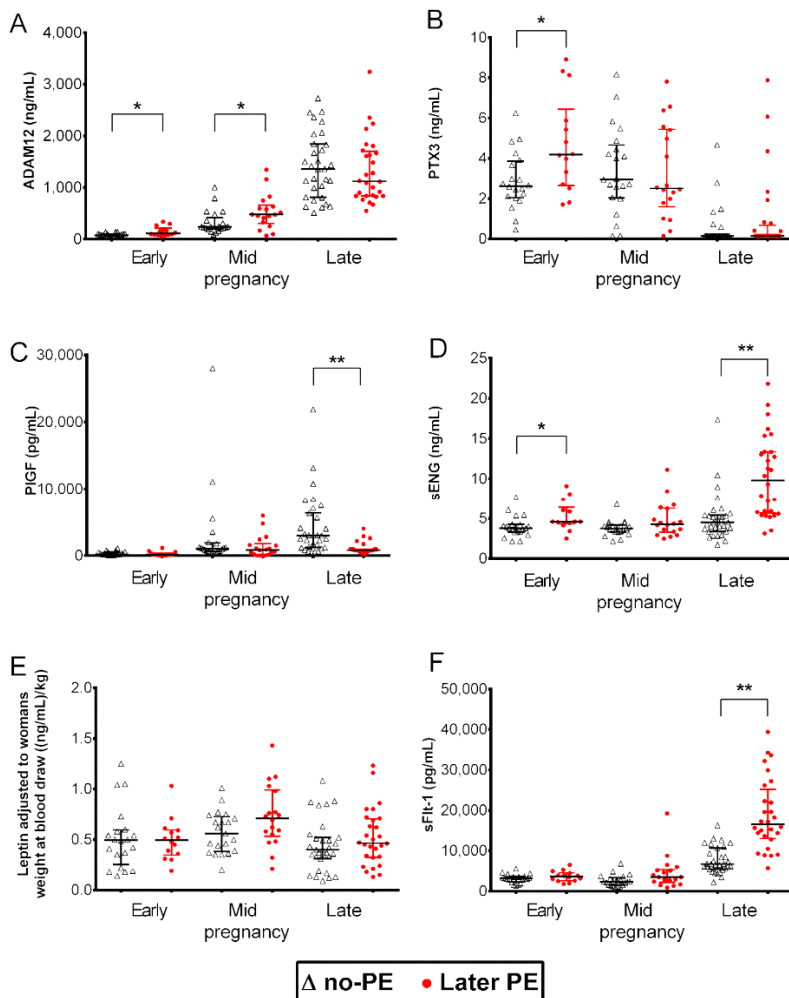 A
ADAM12 (ng/mL)
4,000
3,000
2,000
1,000
0
*
*
Early
Mid
Late
pregnancy
B
PTX3 (ng/mL)
10
8
6
4
2
0
*
Early
Mid
Late
pregnancy
C
PlGF (pg/mL)
30,000
20,000
10,000
0
**
Early
Mid
Late
pregnancy
D
sENG (ng/mL)
25
20
15
10
5
0
*
**
Early
Mid
Late
pregnancy
E
Leptin adjusted to womans
weight at blood draw ((ng/mL)/kg)
2.0
1.5
1.0
0.5
0.0
Early
Mid
Late
pregnancy
F
sFlt-1 (pg/mL)
50,000
40,000
30,000
20,000
10,000
0
**
Early
Mid
Late
pregnancy
Δ no-PE ● Later PE